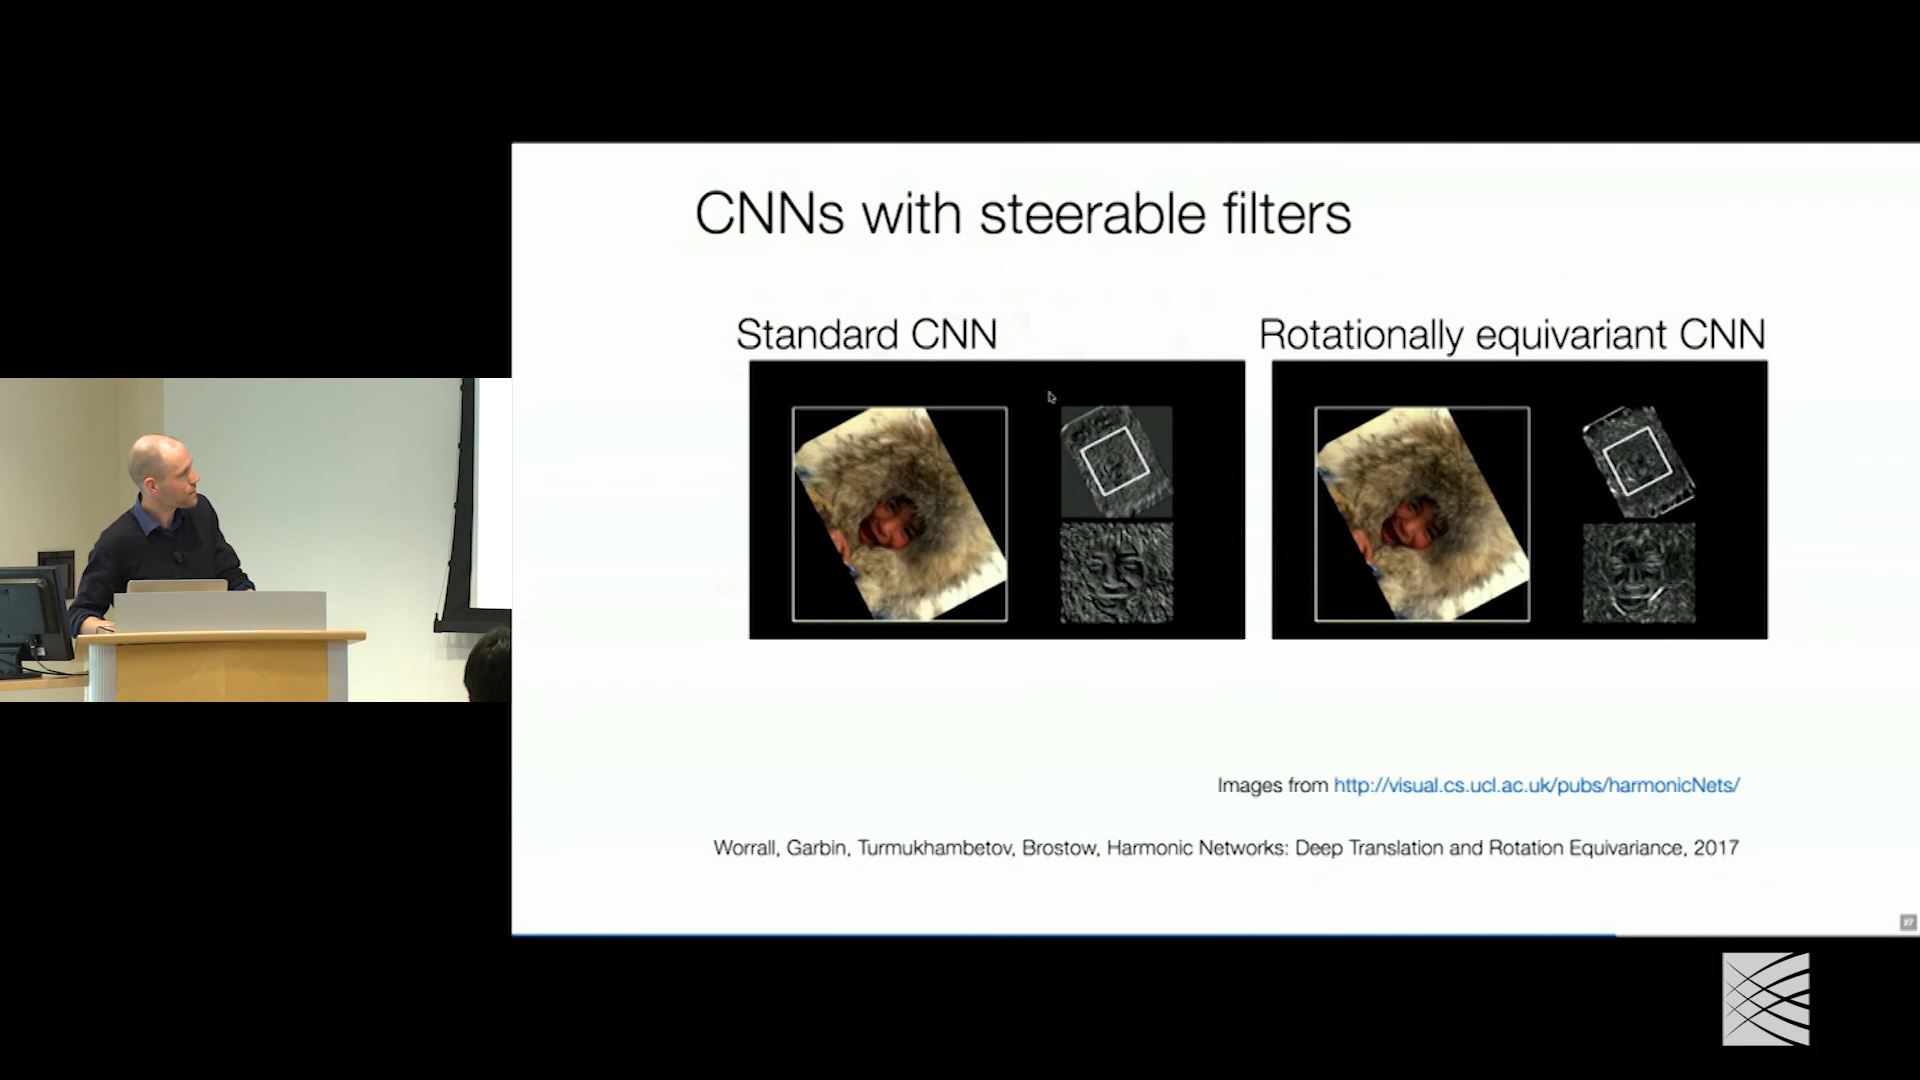 CNNs with steerable filters
Standard CNN
Rotationally equivariant CNN
Images from http://visual.cs.ucl.ac.uk/pubs/harmonicNets/
Worrall, Garbin, Turmukhambetov, Brostow, Harmonic Networks: Deep Translation and Rotation Equivariance, 2017
27